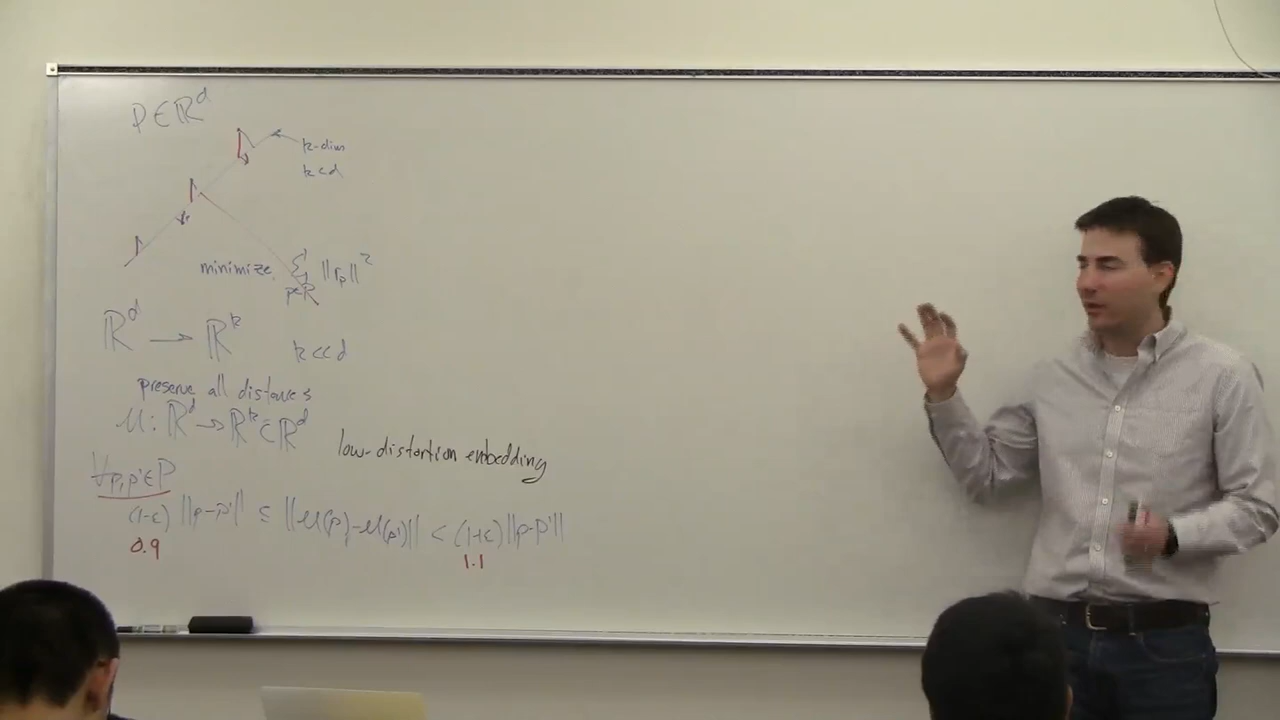 P ∈ ℝ^d
k-dim
k < d
minimize Σ_{p∈P} ||r_p||²
ℝ^d → ℝ^k k << d
preserve all distances
μ : ℝ^d → ℝ^k ⊂ ℝ^d
low-distortion embedding
∀p,p'∈P
(1-ε) ||p-p'|| ≤ ||μ(p)-μ(p')|| < (1+ε) ||p-p'||
0.9 1.1